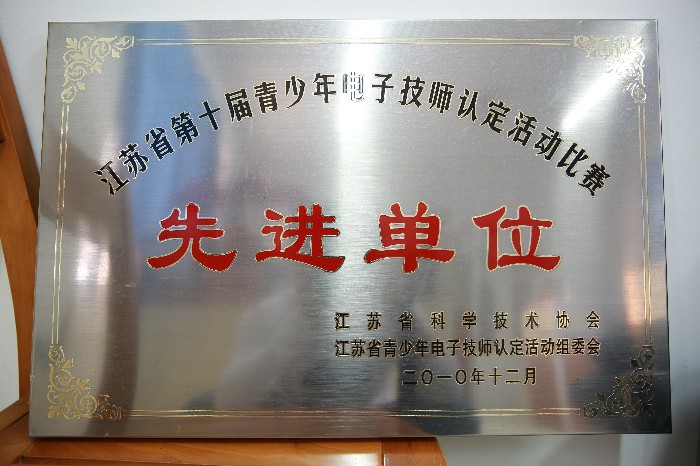 江苏省第十届青少年电子技师认定活动比赛
先进单位
江苏省科学技术协会
江苏省青少年电子技师认定活动组委会
二〇一〇年十二月